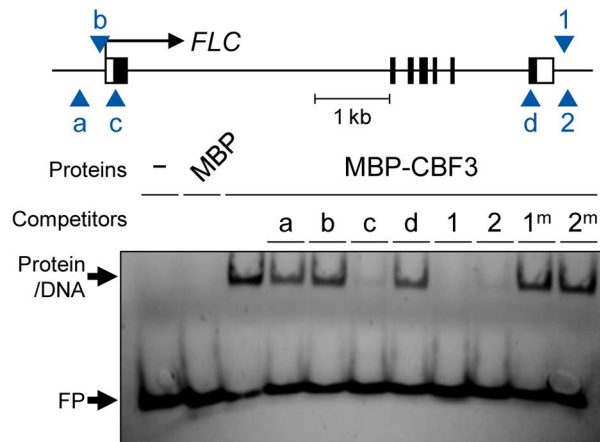 b 1
FLC
a c d 2
1 kb
Proteins – MBP MBP-CBF3
Competitors a b c d 1 2 1ᵐ 2ᵐ
Protein
/DNA
FP